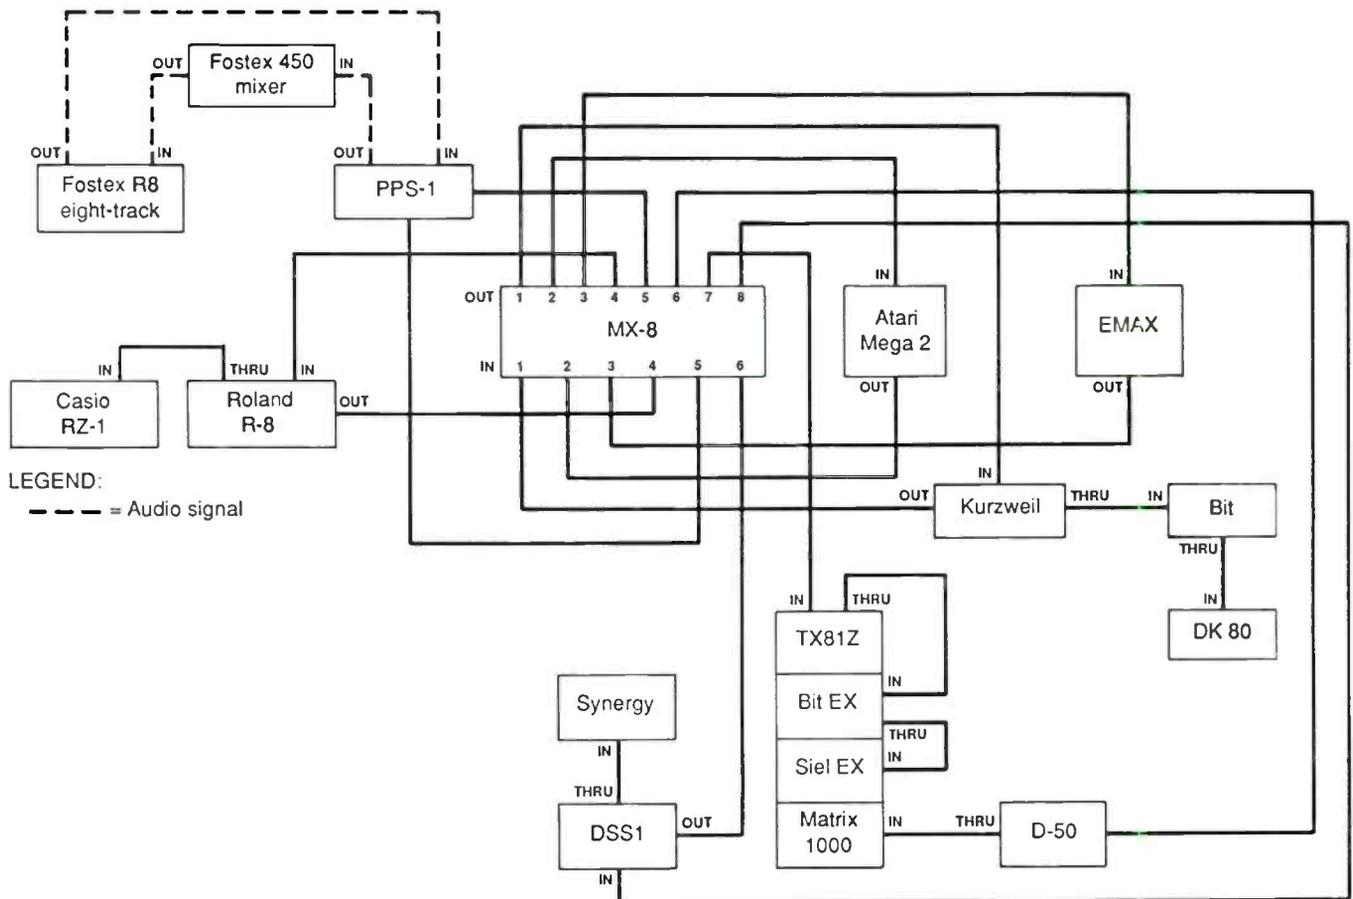 OUT
Fostex 450
mixer
IN
OUT
IN
OUT
IN
Fostex R8
eight-track
PPS-1
IN
IN
OUT
1 2 3 4 5 6 7 8
MX-8
Atari
Mega 2
EMAX
IN
1 2 3 4 5 6
OUT
OUT
IN
THRU
IN
Casio
RZ-1
Roland
R-8
OUT
LEGEND:
= Audio signal
IN
OUT
Kurzweil
THRU
IN
Bit
THRU
IN
DK 80
IN
THRU
TX81Z
IN
Bit EX
THRU
IN
Siel EX
Matrix
1000
IN
THRU
D-50
Synergy
IN
THRU
DSS1
OUT
IN